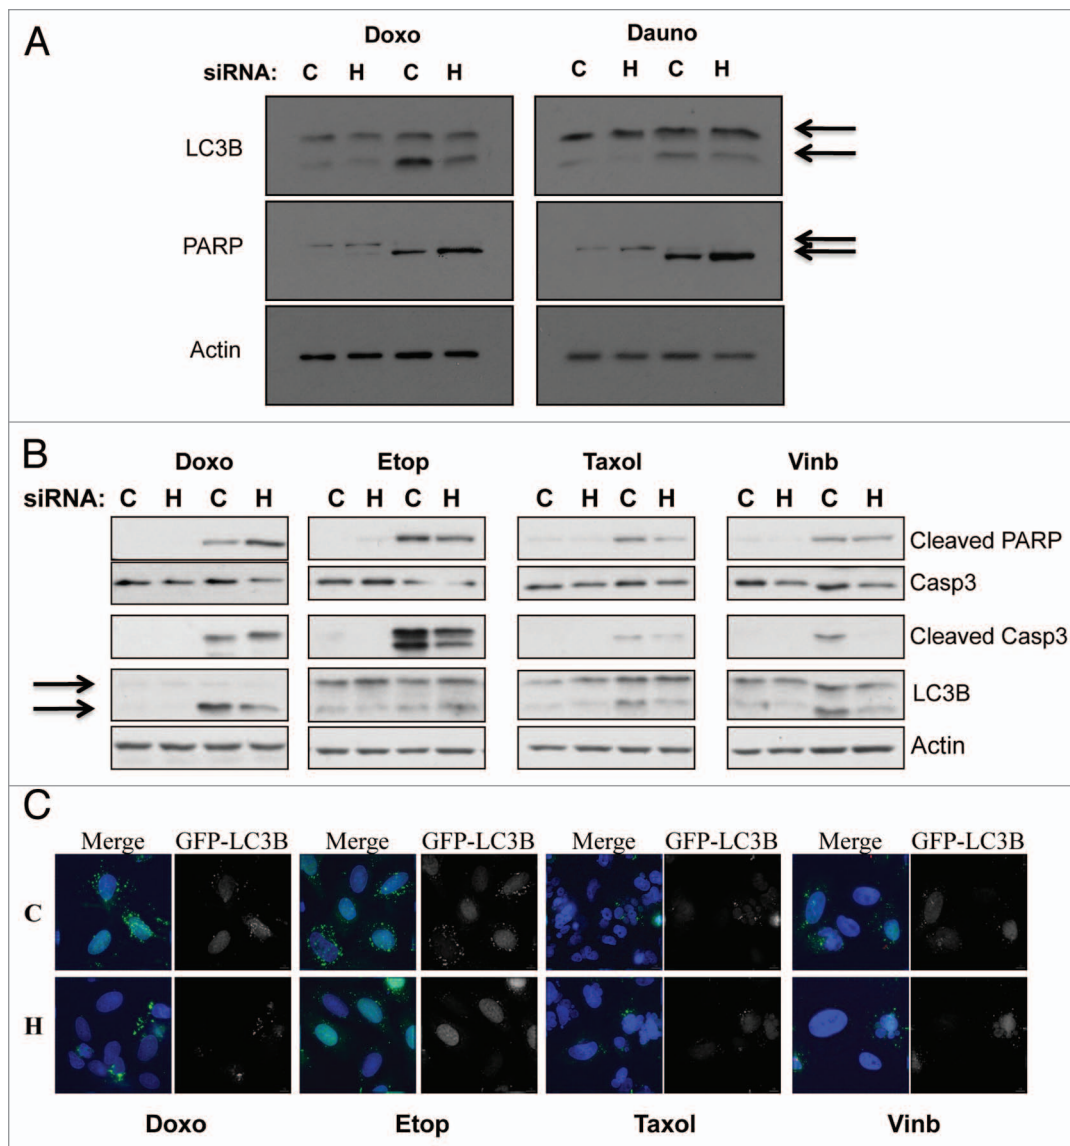 A
Doxo Dauno
siRNA: C H C H C H C H
LC3B
PARP
Actin
B
Doxo Etop Taxol Vinb
siRNA: C H C H C H C H C H C H C H C H
Cleaved PARP
Casp3
Cleaved Casp3
LC3B
Actin
C
Merge GFP-LC3B Merge GFP-LC3B Merge GFP-LC3B Merge GFP-LC3B
C
H
Doxo Etop Taxol Vinb